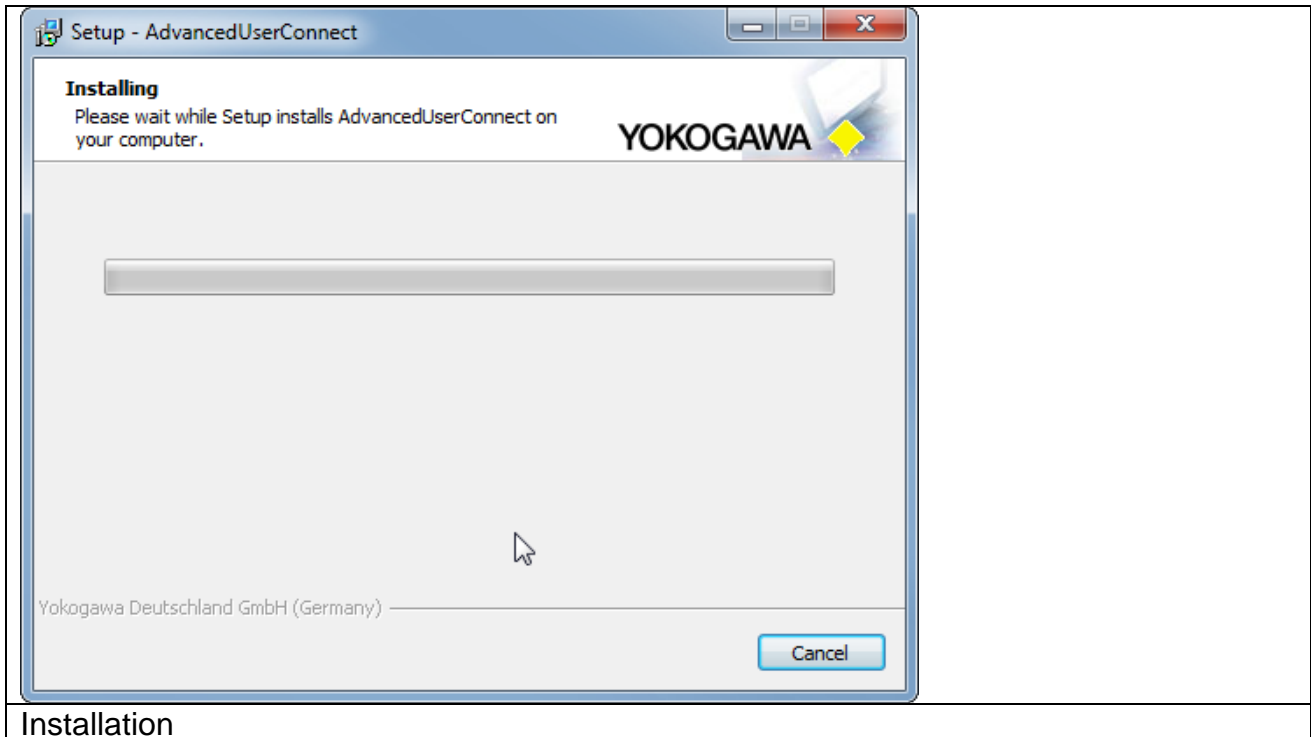 Setup - AdvancedUserConnect
Installing
Please wait while Setup installs AdvancedUserConnect on
your computer.
YOKOGAWA
Yokogawa Deutschland GmbH (Germany)
Cancel
Installation